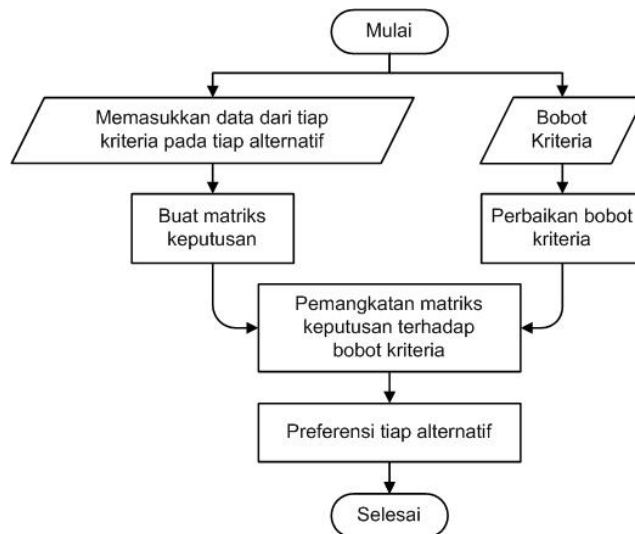 Mulai
Memasukkan data dari tiap
kriteria pada tiap alternatif
Bobot
Kriteria
Buat matriks
keputusan
Perbaikan bobot
kriteria
Pemangkatan matriks
keputusan terhadap
bobot kriteria
Preferensi tiap alternatif
Selesai